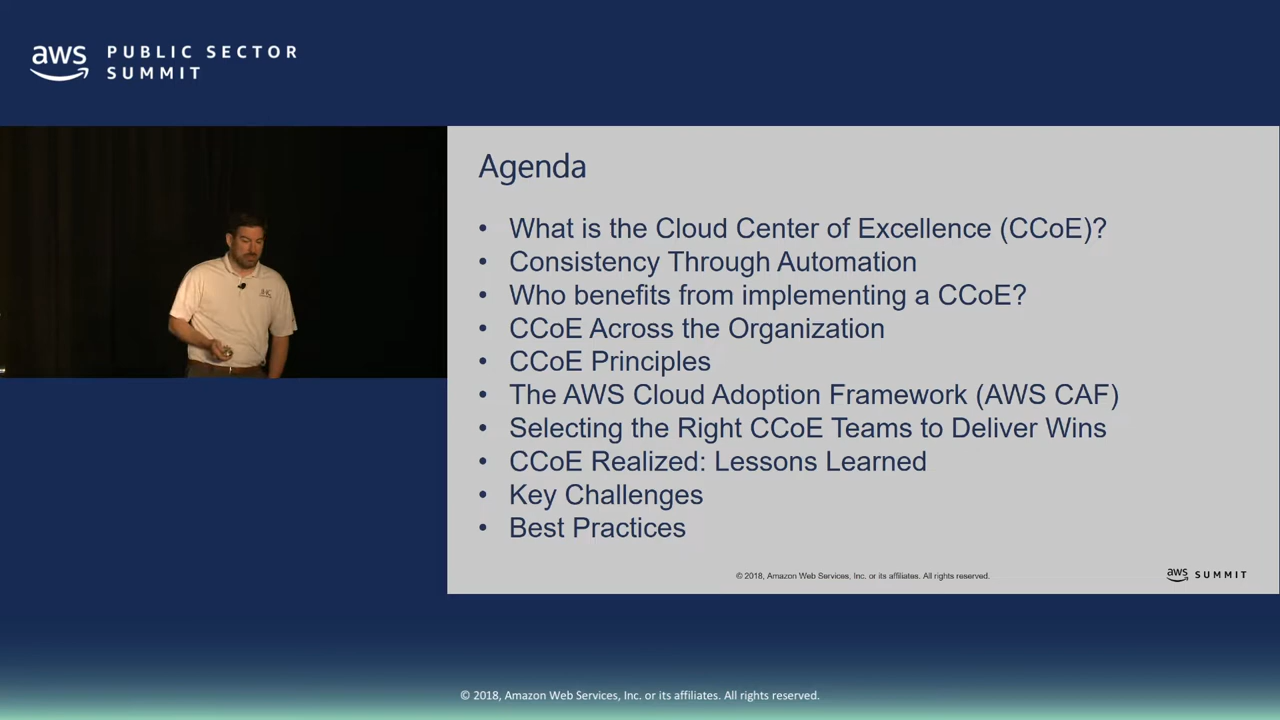 aws
PUBLIC SECTOR
SUMMIT
Agenda
• What is the Cloud Center of Excellence (CCoE)?
• Consistency Through Automation
• Who benefits from implementing a CCoE?
• CCoE Across the Organization
• CCoE Principles
• The AWS Cloud Adoption Framework (AWS CAF)
• Selecting the Right CCoE Teams to Deliver Wins
• CCoE Realized: Lessons Learned
• Key Challenges
• Best Practices
© 2018, Amazon Web Services, Inc. or its affiliates. All rights reserved.
aws SUMMIT
© 2018, Amazon Web Services, Inc. or its affiliates. All rights reserved.